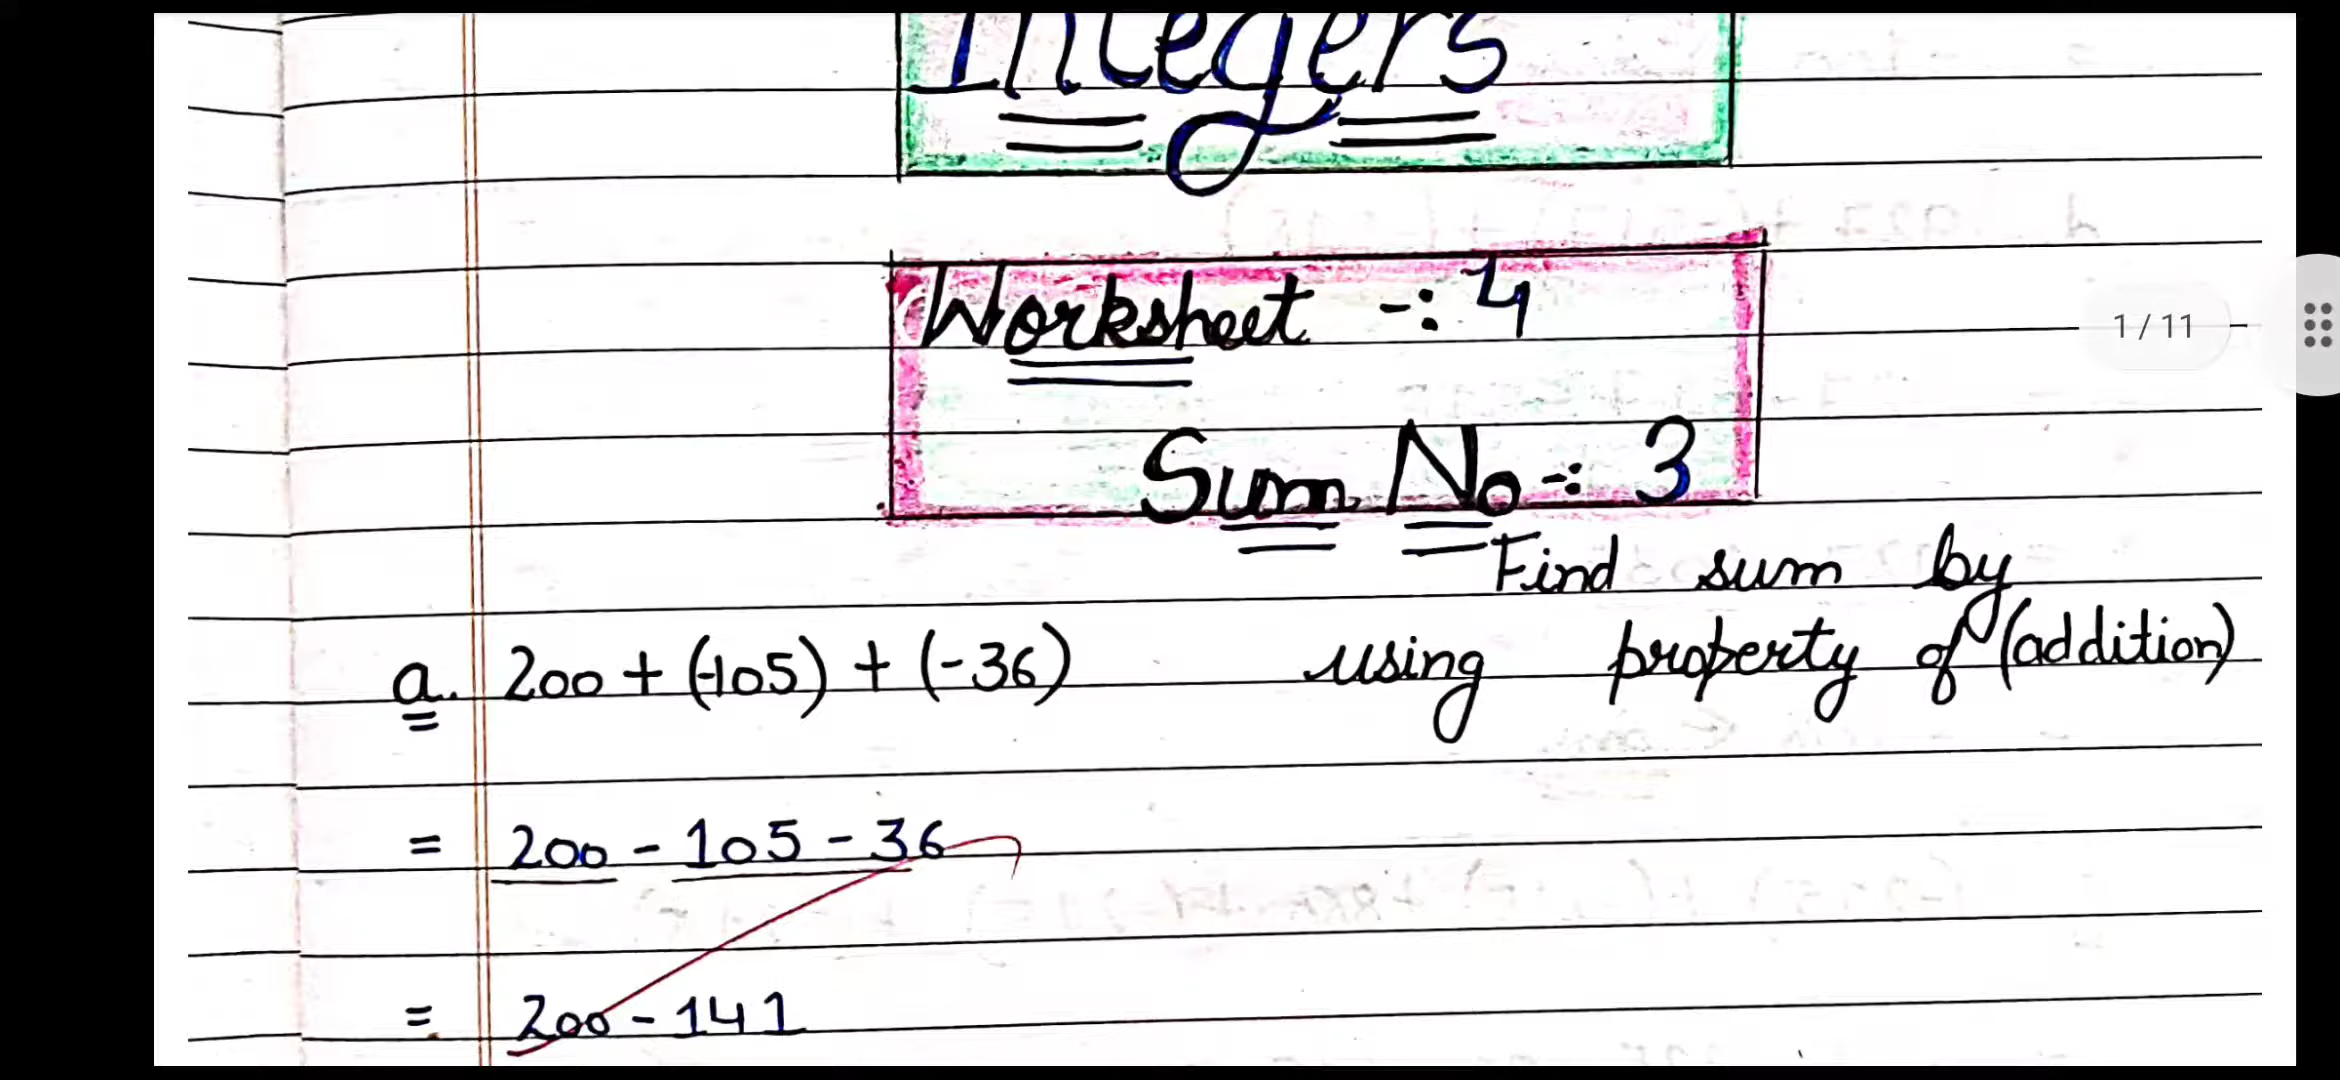 Integers
Worksheet -: 4
Sum No -: 3
Find sum by
a. 200 + (-105) + (-36) using property of (addition)
= 200 - 105 - 36
= 200 - 141
1 / 11